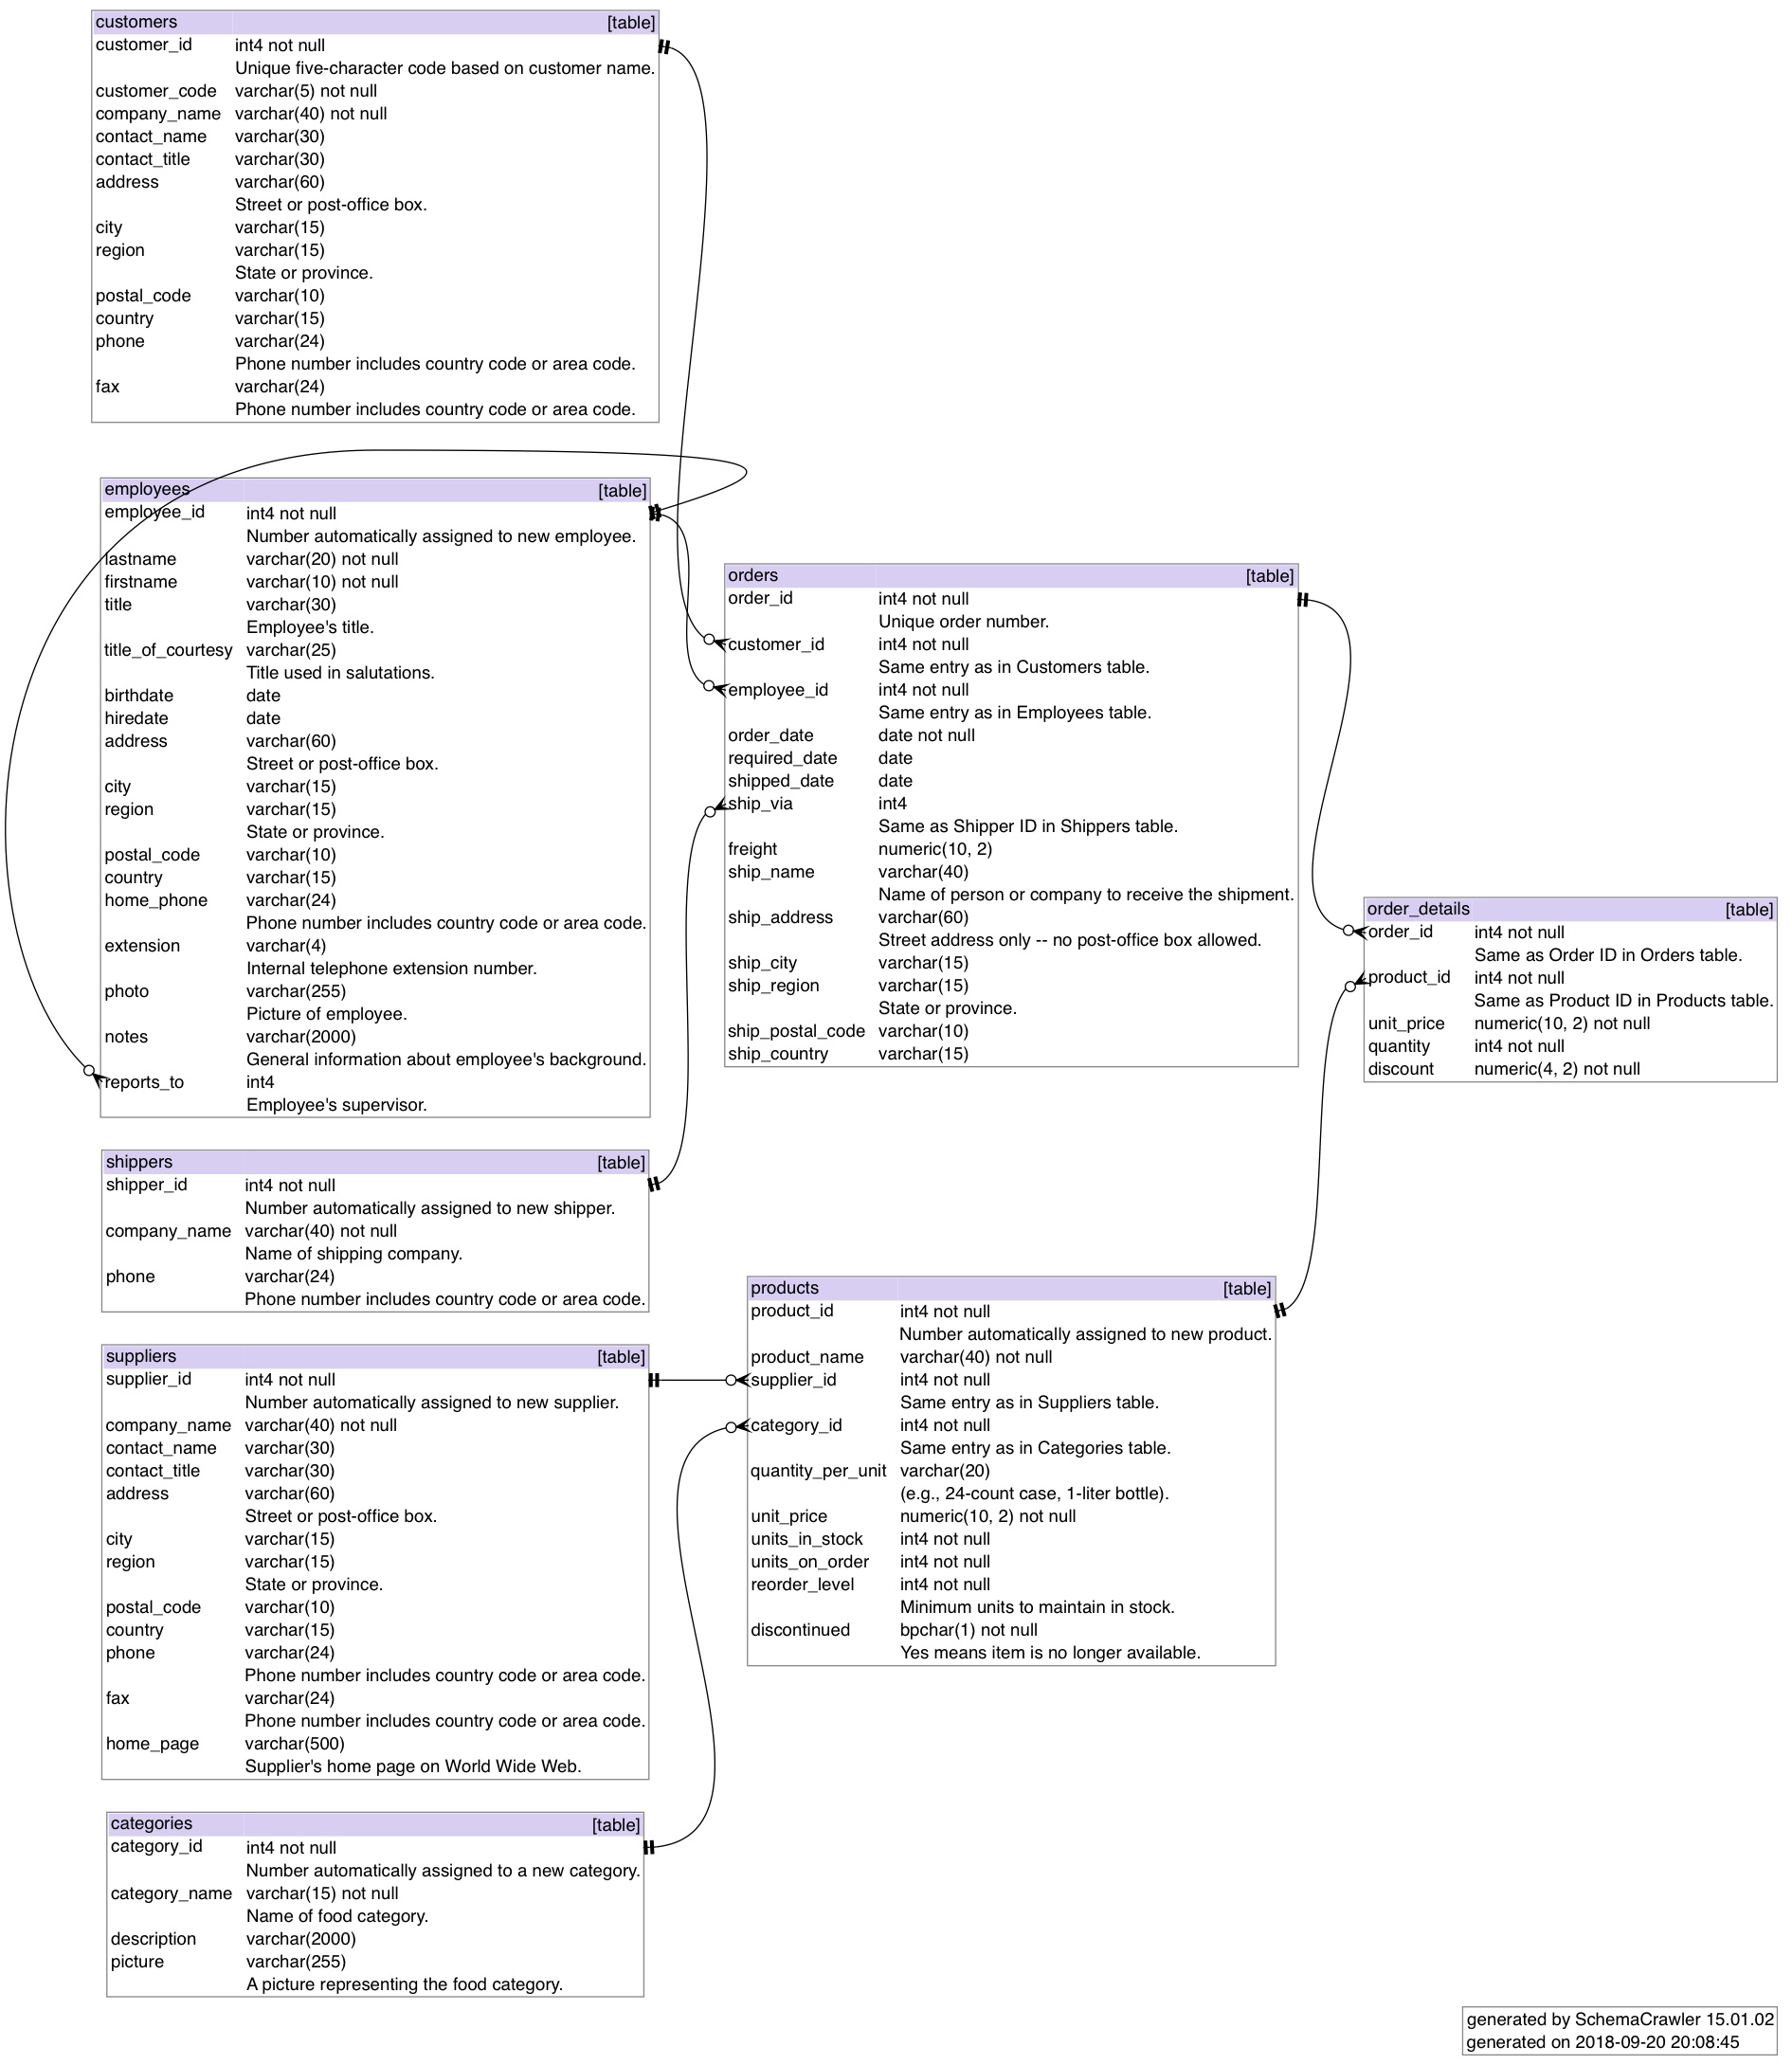 customers [table]
customer_id int4 not null
Unique five-character code based on customer name.
customer_code varchar(5) not null
company_name varchar(40) not null
contact_name varchar(30)
contact_title varchar(30)
address varchar(60)
Street or post-office box.
city varchar(15)
region varchar(15)
State or province.
postal_code varchar(10)
country varchar(15)
phone varchar(24)
Phone number includes country code or area code.
fax varchar(24)
Phone number includes country code or area code.
employees [table]
employee_id int4 not null
Number automatically assigned to new employee.
lastname varchar(20) not null
firstname varchar(10) not null
title varchar(30)
Employee's title.
title_of_courtesy varchar(25)
Title used in salutations.
birthdate date
hiredate date
address varchar(60)
Street or post-office box.
city varchar(15)
region varchar(15)
State or province.
postal_code varchar(10)
country varchar(15)
home_phone varchar(24)
Phone number includes country code or area code.
extension varchar(4)
Internal telephone extension number.
photo varchar(255)
Picture of employee.
notes varchar(2000)
General information about employee's background.
reports_to int4
Employee's supervisor.
orders [table]
order_id int4 not null
Unique order number.
customer_id int4 not null
Same entry as in Customers table.
employee_id int4 not null
Same entry as in Employees table.
order_date date not null
required_date date
shipped_date date
ship_via int4
Same as Shipper ID in Shippers table.
freight numeric(10, 2)
ship_name varchar(40)
Name of person or company to receive the shipment.
ship_address varchar(60)
Street address only -- no post-office box allowed.
ship_city varchar(15)
ship_region varchar(15)
State or province.
ship_postal_code varchar(10)
ship_country varchar(15)
order_details [table]
order_id int4 not null
Same as Order ID in Orders table.
product_id int4 not null
Same as Product ID in Products table.
unit_price numeric(10, 2) not null
quantity int4 not null
discount numeric(4, 2) not null
shippers [table]
shipper_id int4 not null
Number automatically assigned to new shipper.
company_name varchar(40) not null
Name of shipping company.
phone varchar(24)
Phone number includes country code or area code.
products [table]
product_id int4 not null
Number automatically assigned to new product.
product_name varchar(40) not null
supplier_id int4 not null
Same entry as in Suppliers table.
category_id int4 not null
Same entry as in Categories table.
quantity_per_unit varchar(20)
(e.g., 24-count case, 1-liter bottle).
unit_price numeric(10, 2) not null
units_in_stock int4 not null
units_on_order int4 not null
reorder_level int4 not null
Minimum units to maintain in stock.
discontinued bpchar(1) not null
Yes means item is no longer available.
suppliers [table]
supplier_id int4 not null
Number automatically assigned to new supplier.
company_name varchar(40) not null
contact_name varchar(30)
contact_title varchar(30)
address varchar(60)
Street or post-office box.
city varchar(15)
region varchar(15)
State or province.
postal_code varchar(10)
country varchar(15)
phone varchar(24)
Phone number includes country code or area code.
fax varchar(24)
Phone number includes country code or area code.
home_page varchar(500)
Supplier's home page on World Wide Web.
categories [table]
category_id int4 not null
Number automatically assigned to a new category.
category_name varchar(15) not null
Name of food category.
description varchar(2000)
picture varchar(255)
A picture representing the food category.
generated by SchemaCrawler 15.01.02
generated on 2018-09-20 20:08:45